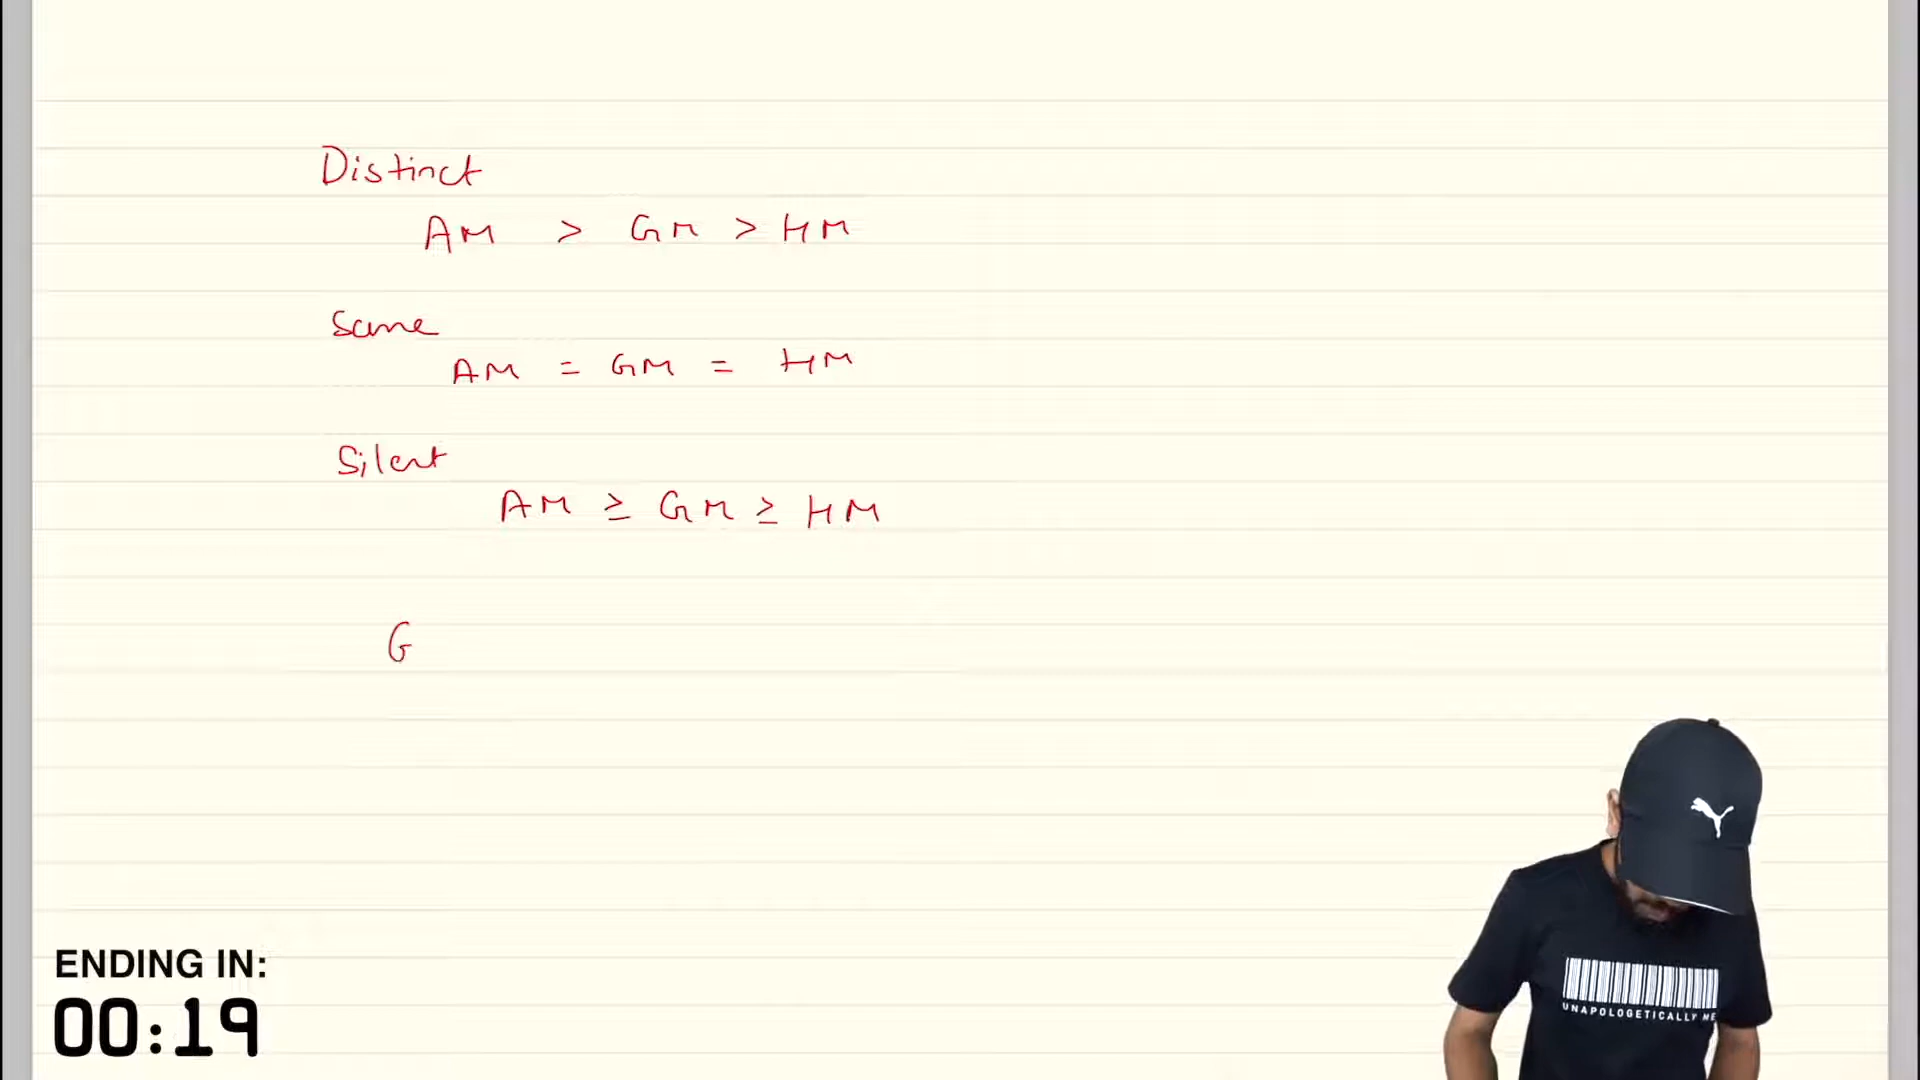 Distinct
AM > GM > HM
Same
AM = GM = HM
Silent
AM ≥ GM ≥ HM
G
ENDING IN:
00:19
UNAPOLOGETICALLY ME